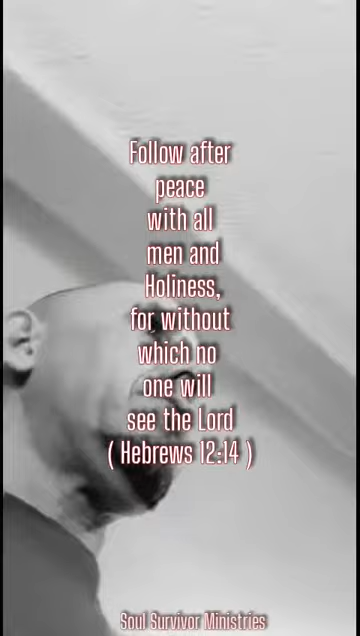 Follow after
peace
with all
men and
Holiness,
for without
which no
one will
see the Lord
( Hebrews 12:14 )
Soul Survivor Ministries